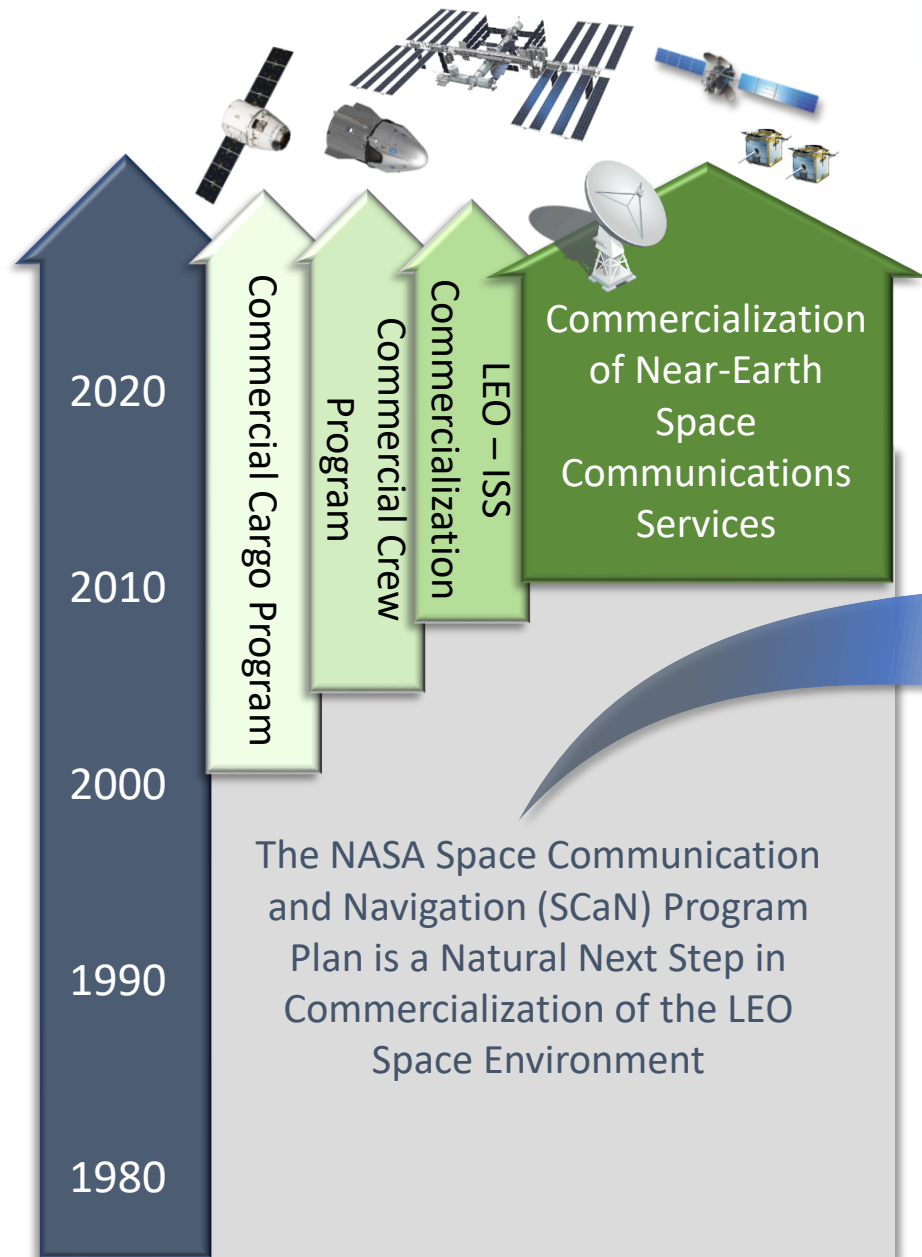 2020
2010
2000
1990
1980
Commercial Cargo Program
Commercial Crew
Program
LEO – ISS
Commercialization
Commercialization
of Near-Earth
Space
Communications
Services
The NASA Space Communication
and Navigation (SCaN) Program
Plan is a Natural Next Step in
Commercialization of the LEO
Space Environment